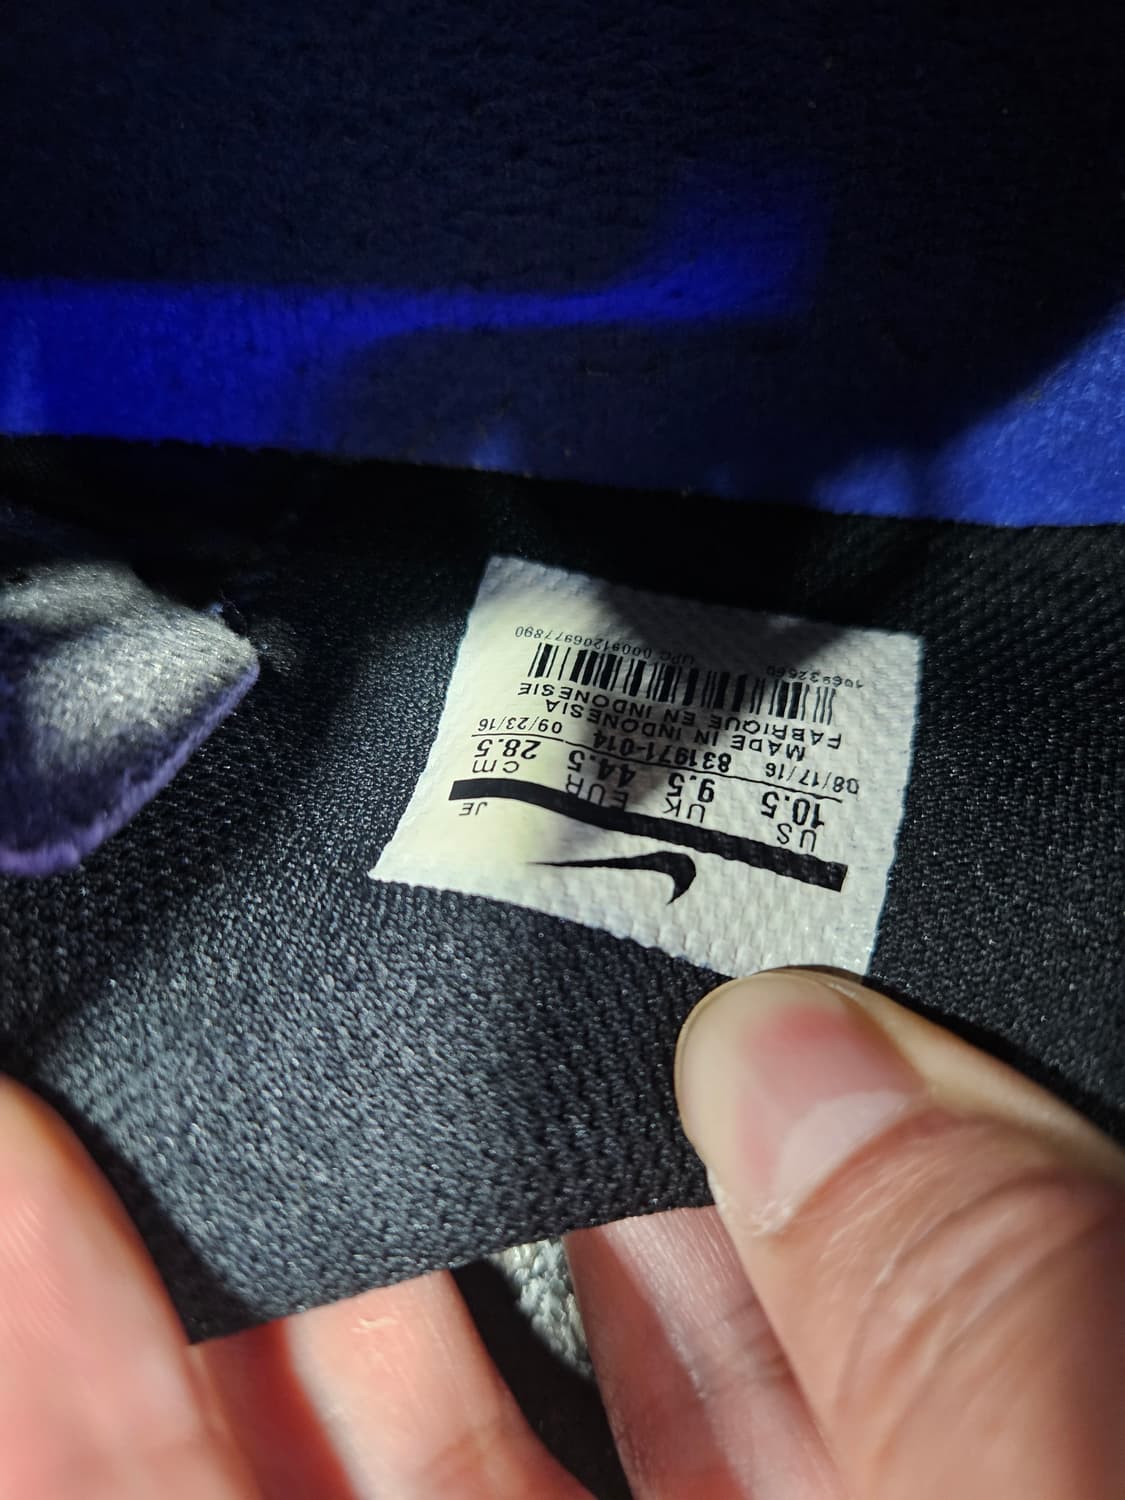 US UK EUR cm JE
10.5 9.5 44.5 28.5
08/17/16 831971-014 09/23/16
MADE IN INDONESIA
FABRIQUE EN INDONESIE
UPC 00091206977890